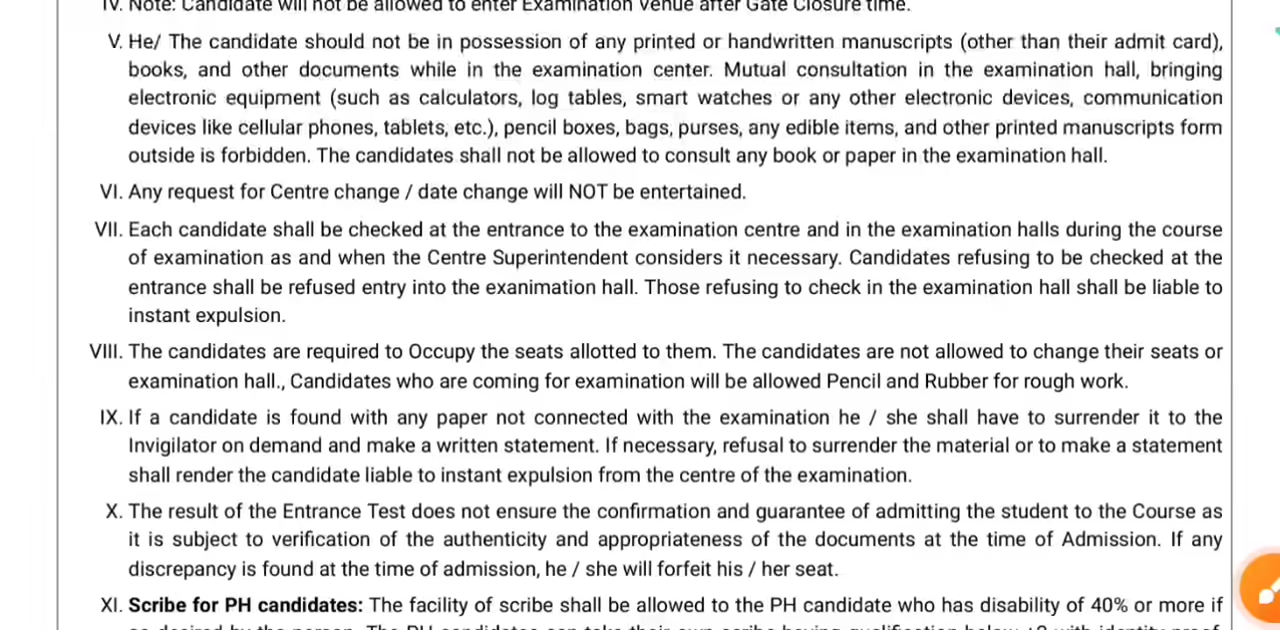 IV. Note: Candidate will not be allowed to enter Examination Venue after Gate Closure time.
V. He/ The candidate should not be in possession of any printed or handwritten manuscripts (other than their admit card),
books, and other documents while in the examination center. Mutual consultation in the examination hall, bringing
electronic equipment (such as calculators, log tables, smart watches or any other electronic devices, communication
devices like cellular phones, tablets, etc.), pencil boxes, bags, purses, any edible items, and other printed manuscripts form
outside is forbidden. The candidates shall not be allowed to consult any book or paper in the examination hall.
VI. Any request for Centre change / date change will NOT be entertained.
VII. Each candidate shall be checked at the entrance to the examination centre and in the examination halls during the course
of examination as and when the Centre Superintendent considers it necessary. Candidates refusing to be checked at the
entrance shall be refused entry into the exanimation hall. Those refusing to check in the examination hall shall be liable to
instant expulsion.
VIII. The candidates are required to Occupy the seats allotted to them. The candidates are not allowed to change their seats or
examination hall., Candidates who are coming for examination will be allowed Pencil and Rubber for rough work.
IX. If a candidate is found with any paper not connected with the examination he / she shall have to surrender it to the
Invigilator on demand and make a written statement. If necessary, refusal to surrender the material or to make a statement
shall render the candidate liable to instant expulsion from the centre of the examination.
X. The result of the Entrance Test does not ensure the confirmation and guarantee of admitting the student to the Course as
it is subject to verification of the authenticity and appropriateness of the documents at the time of Admission. If any
discrepancy is found at the time of admission, he / she will forfeit his / her seat.
XI. Scribe for PH candidates: The facility of scribe shall be allowed to the PH candidate who has disability of 40% or more if